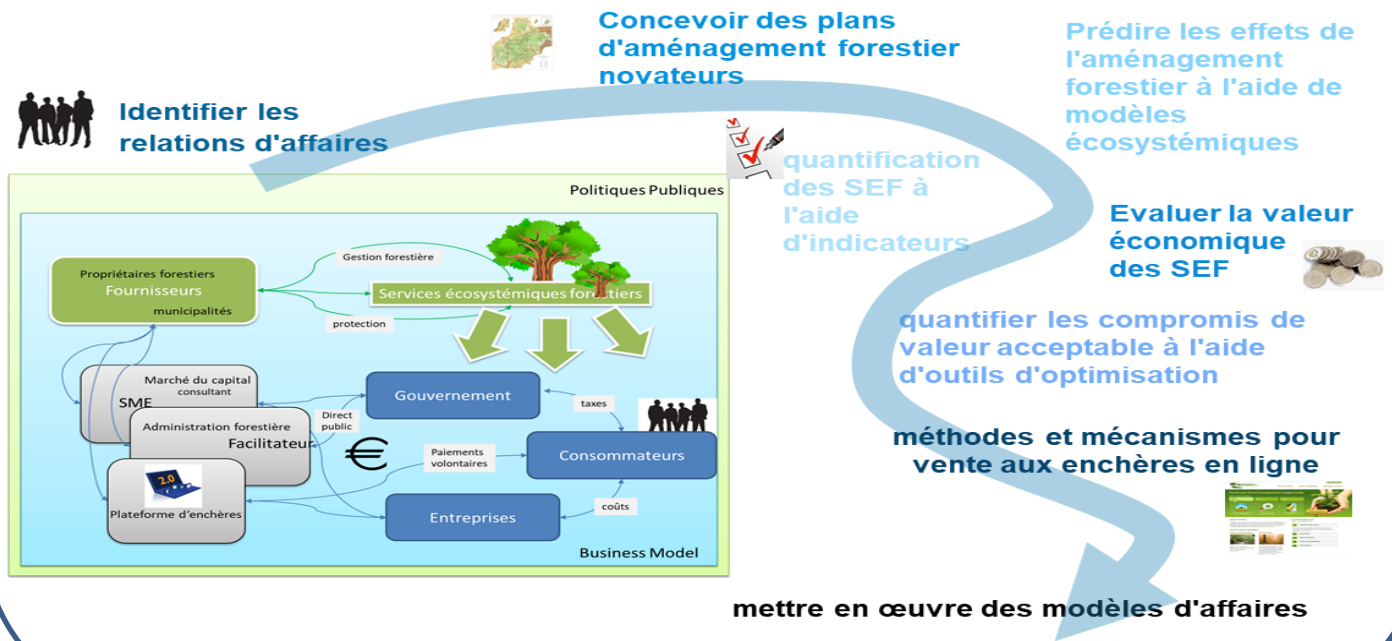 Concevoir des plans
d'aménagement forestier
novateurs
Prédire les effets de
l'aménagement
forestier à l'aide de
modèles
écosystémiques
Identifier les
relations d'affaires
quantification
des SEF à
l'aide
d'indicateurs
Politiques Publiques
Evaluer la valeur
économique
des SEF
Gestion forestière
Propriétaires forestiers
Fournisseurs
municipalités
Services écosystémiques forestiers
protection
quantifier les compromis de
valeur acceptable à l'aide
d'outils d'optimisation
Marché du capital
consultant
SME
Gouvernement
taxes
Direct
public
Administration forestière
Facilitateur
€
Paiements
volontaires
Consommateurs
méthodes et mécanismes pour
vente aux enchères en ligne
2.0
Plateforme d'enchères
Entreprises
coûts
Business Model
mettre en œuvre des modèles d'affaires